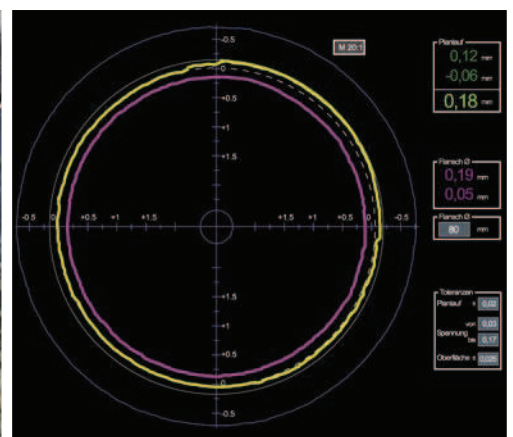 M 20:1
-0.5
0
+0.5
+1
+1.5
-0.5
0
+0.5
+1
+1.5
+1.5
+1
+0.5
0
-0.5
+1.5
+1
+0.5
0
-0.5
Planlauf
0,12 mm
-0,06 mm
0,18 mm
Flansch Ø
0,19 mm
0,05 mm
Flansch Ø
80 mm
Toleranzen
Planlauf ± 0,02
von 0,03
Spannung
bis 0,17
Oberfläche ± 0,025